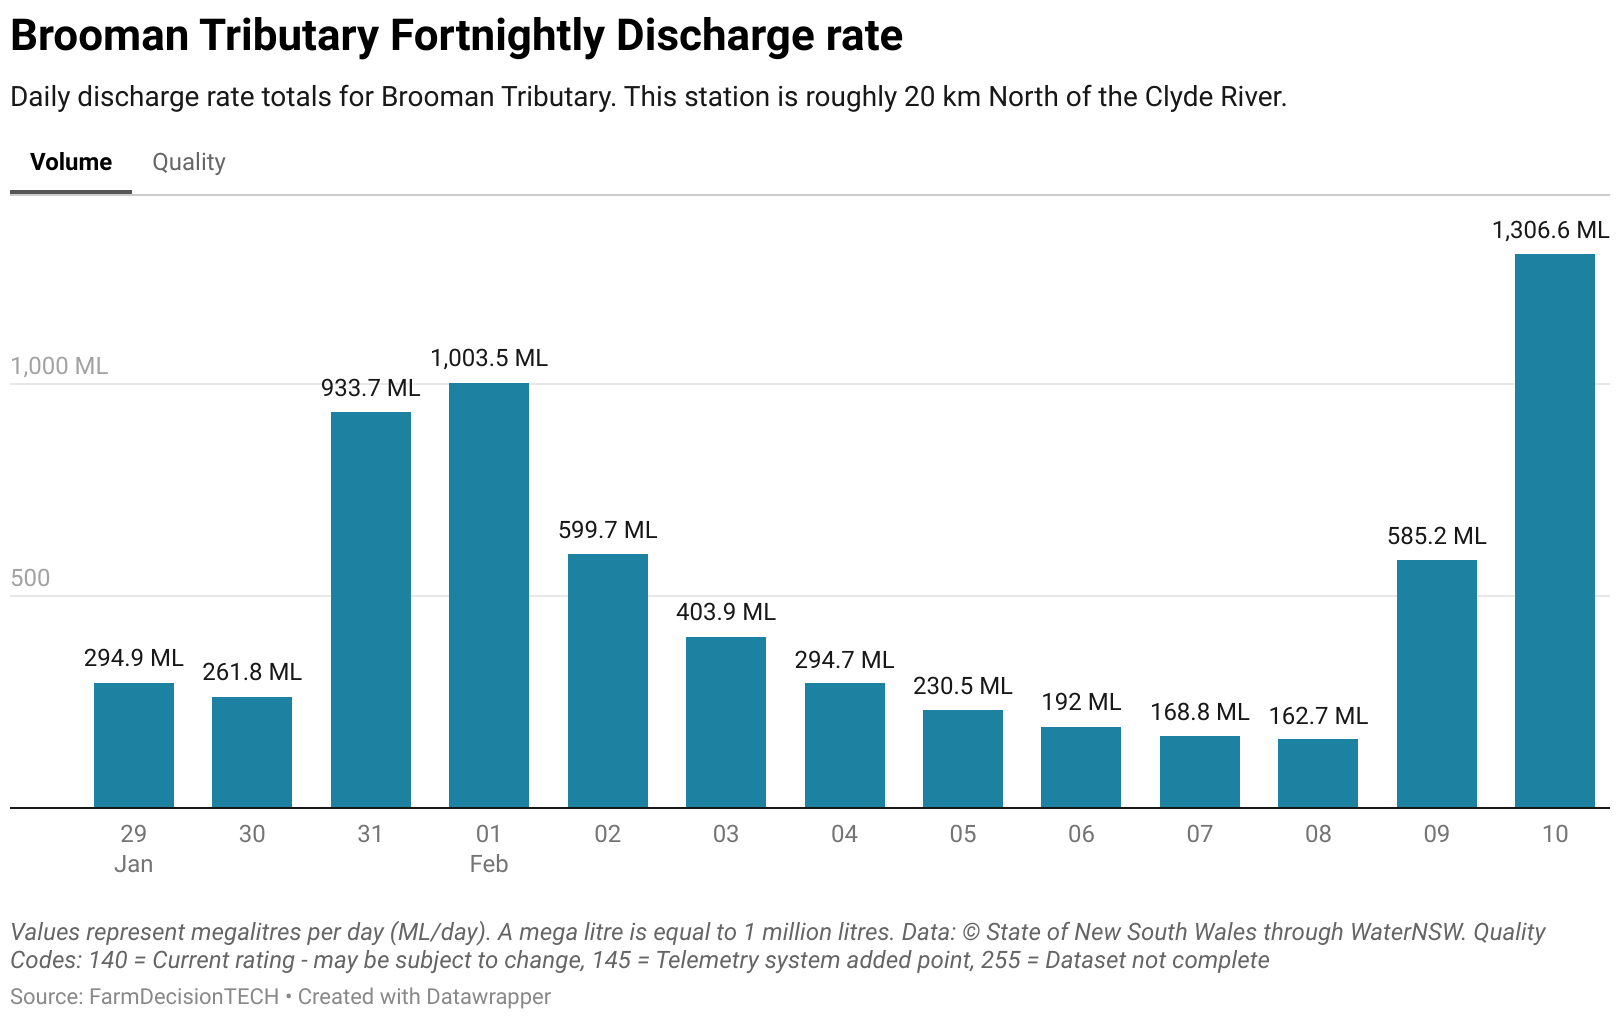 Brooman Tributary Fortnightly Discharge rate
Daily discharge rate totals for Brooman Tributary. This station is roughly 20 km North of the Clyde River.
Volume Quality
1,306.6 ML
1,000 ML
1,003.5 ML
933.7 ML
599.7 ML
585.2 ML
500
403.9 ML
294.9 ML
261.8 ML
294.7 ML
230.5 ML
192 ML
168.8 ML
162.7 ML
29 30 31 01 02 03 04 05 06 07 08 09 10
Jan Feb
Values represent megalitres per day (ML/day). A mega litre is equal to 1 million litres. Data: © State of New South Wales through WaterNSW. Quality
Codes: 140 = Current rating - may be subject to change, 145 = Telemetry system added point, 255 = Dataset not complete
Source: FarmDecisionTECH • Created with Datawrapper